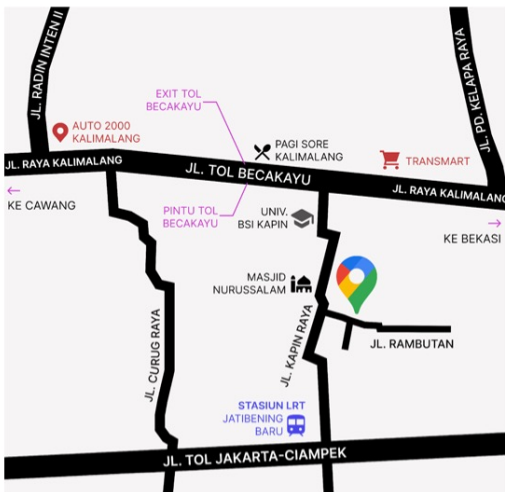 JL. RADIN INTEN II
JL. PD. KELAPA RAYA
EXIT TOL
BECAKAYU
AUTO 2000
KALIMALANG
PAGI SORE
KALIMALANG
TRANSMART
JL. RAYA KALIMALANG
JL. TOL BECAKAYU
JL. RAYA KALIMALANG
KE CAWANG
PINTU TOL
BECAKAYU
UNIV.
BSI KAPIN
KE BEKASI
MASJID
NURUSSALAM
JL. CURUG RAYA
JL. KAPIN RAYA
JL. RAMBUTAN
STASIUN LRT
JATIBENING
BARU
JL. TOL JAKARTA-CIAMPEK